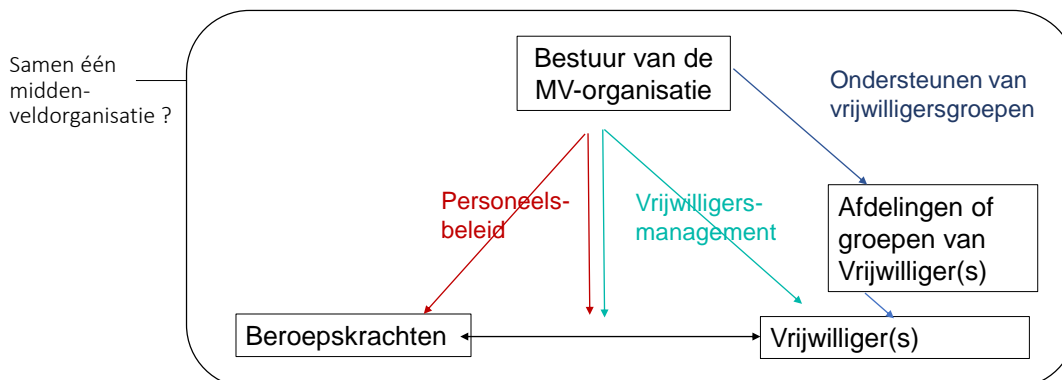 Samen één
midden-
veldorganisatie ?
Bestuur van de
MV-organisatie
Ondersteunen van
vrijwilligersgroepen
Personeels-
beleid
Vrijwilligers-
management
Afdelingen of
groepen van
Vrijwilliger(s)
Beroepskrachten
Vrijwilliger(s)